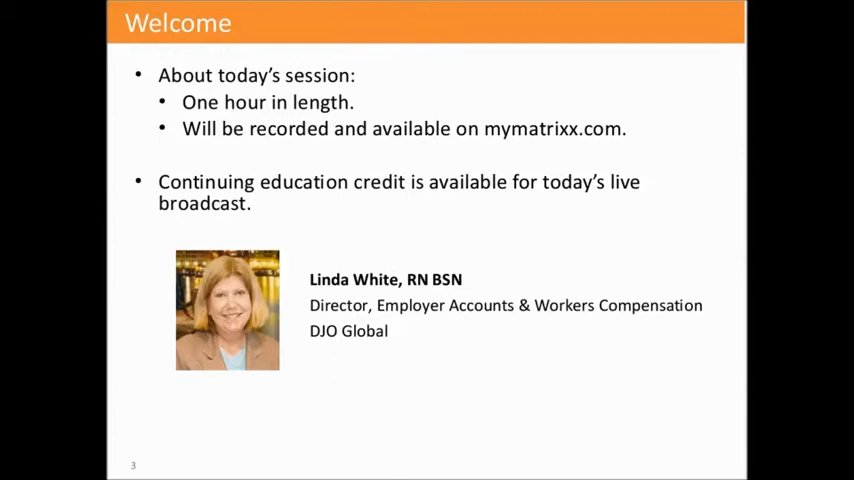 Welcome
• About today's session:
• One hour in length.
• Will be recorded and available on mymatrixx.com.
• Continuing education credit is available for today's live
broadcast.
Linda White, RN BSN
Director, Employer Accounts & Workers Compensation
DJO Global
3